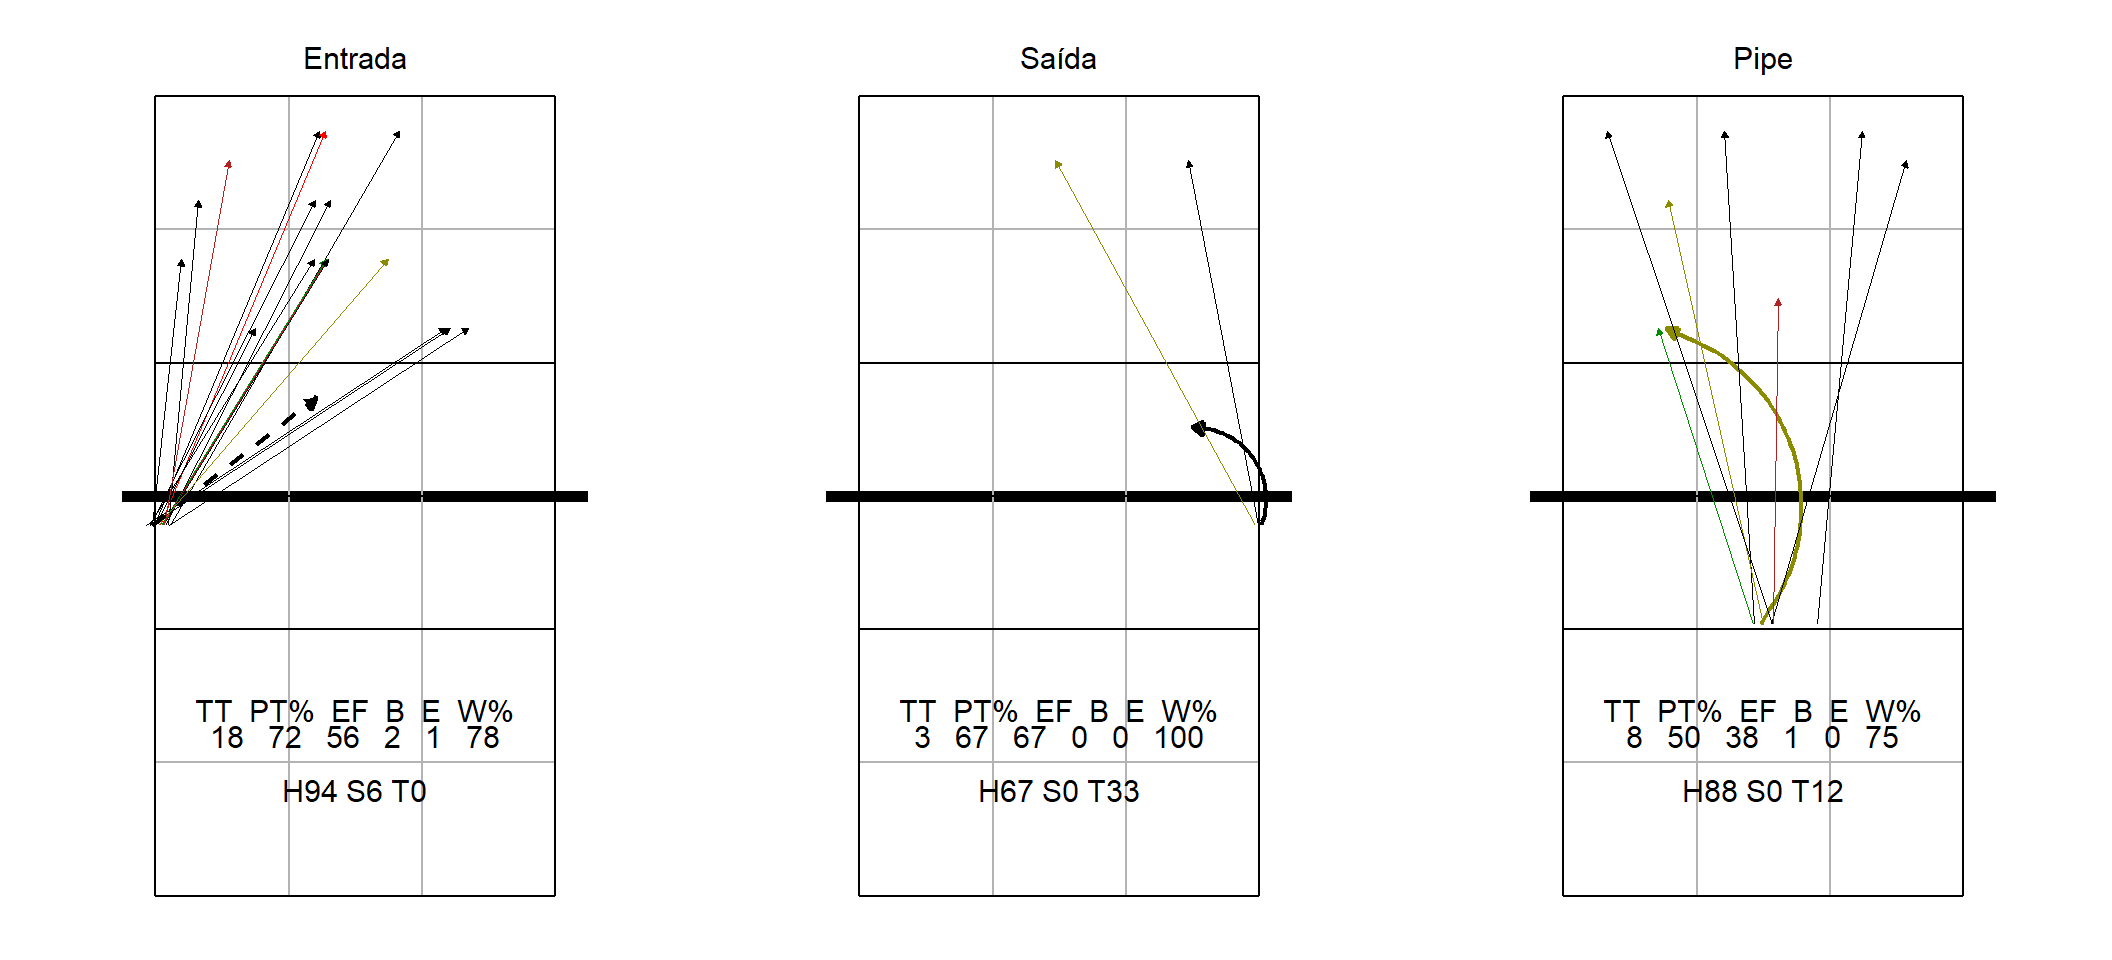 Entrada
TT PT% EF B E W%
18 72 56 2 1 78
H94 S6 T0
Saída
TT PT% EF B E W%
3 67 67 0 0 100
H67 S0 T33
Pipe
TT PT% EF B E W%
8 50 38 1 0 75
H88 S0 T12